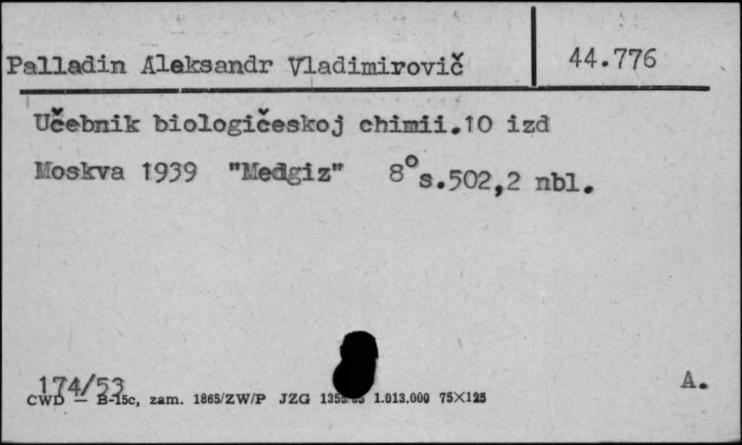 Palladin Aleksandr Vladimirovič 44.776
Učebnik biologičeskoj chimii.10 izd
Moskva 1939 "Medgiz" 8° s.502,2 nbl.
174/53 A.
CWD — B-15c, zam. 1865/ZW/P JZG 1.013.000 75X125